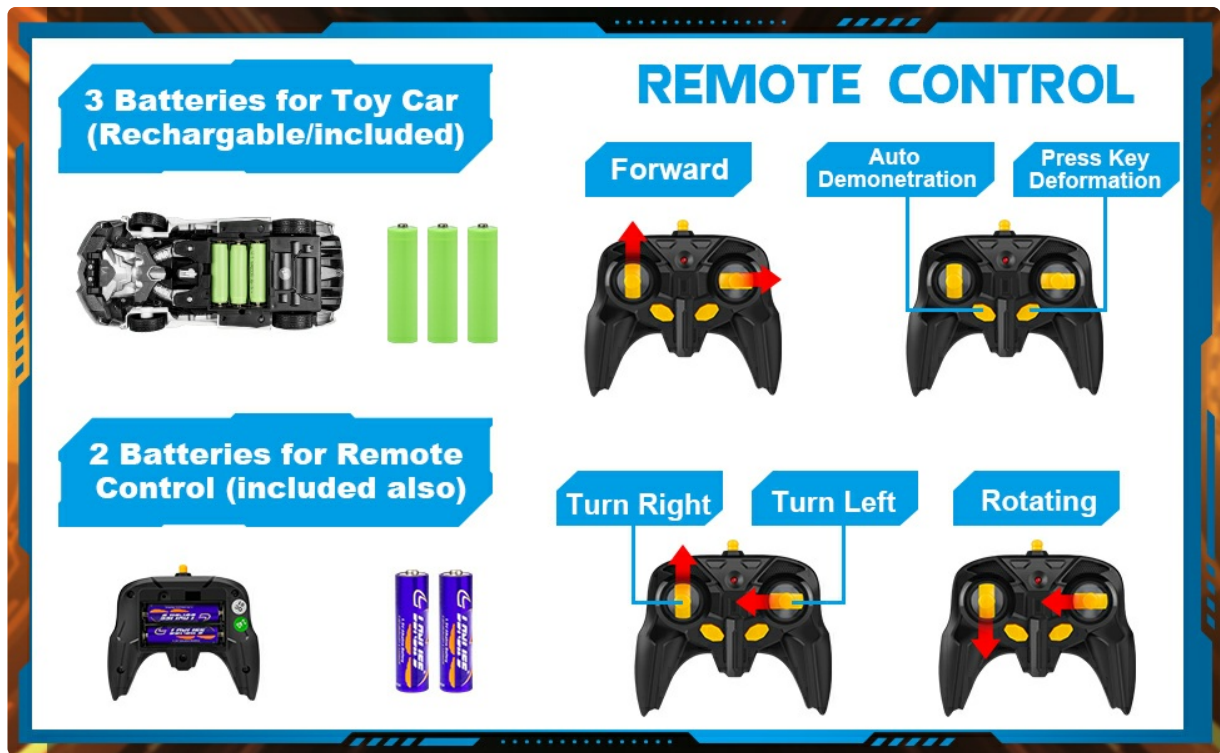 3 Batteries for Toy Car
(Rechargable/included)
REMOTE CONTROL
Forward
Auto
Demonetration
Press Key
Deformation
2 Batteries for Remote
Control (included also)
Turn Right
Turn Left
Rotating